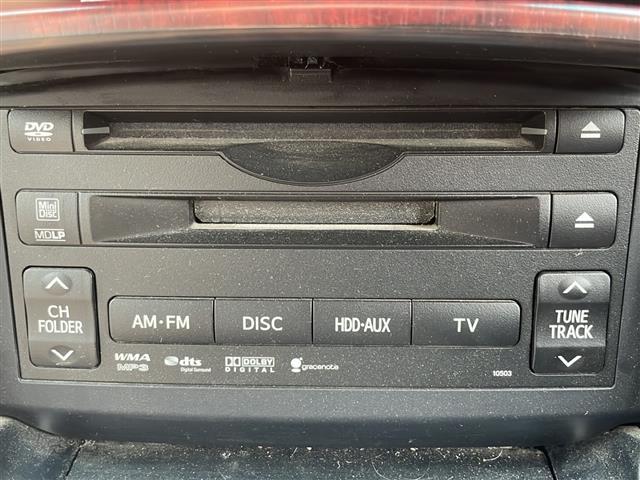 DVD
VIDEO
Mini
Disc
MDLP
CH
FOLDER
AM·FM
DISC
HDD·AUX
TV
TUNE
TRACK
WMA
MP3
dts
Digital Surround
DOLBY
DIGITAL
gracenote
10503